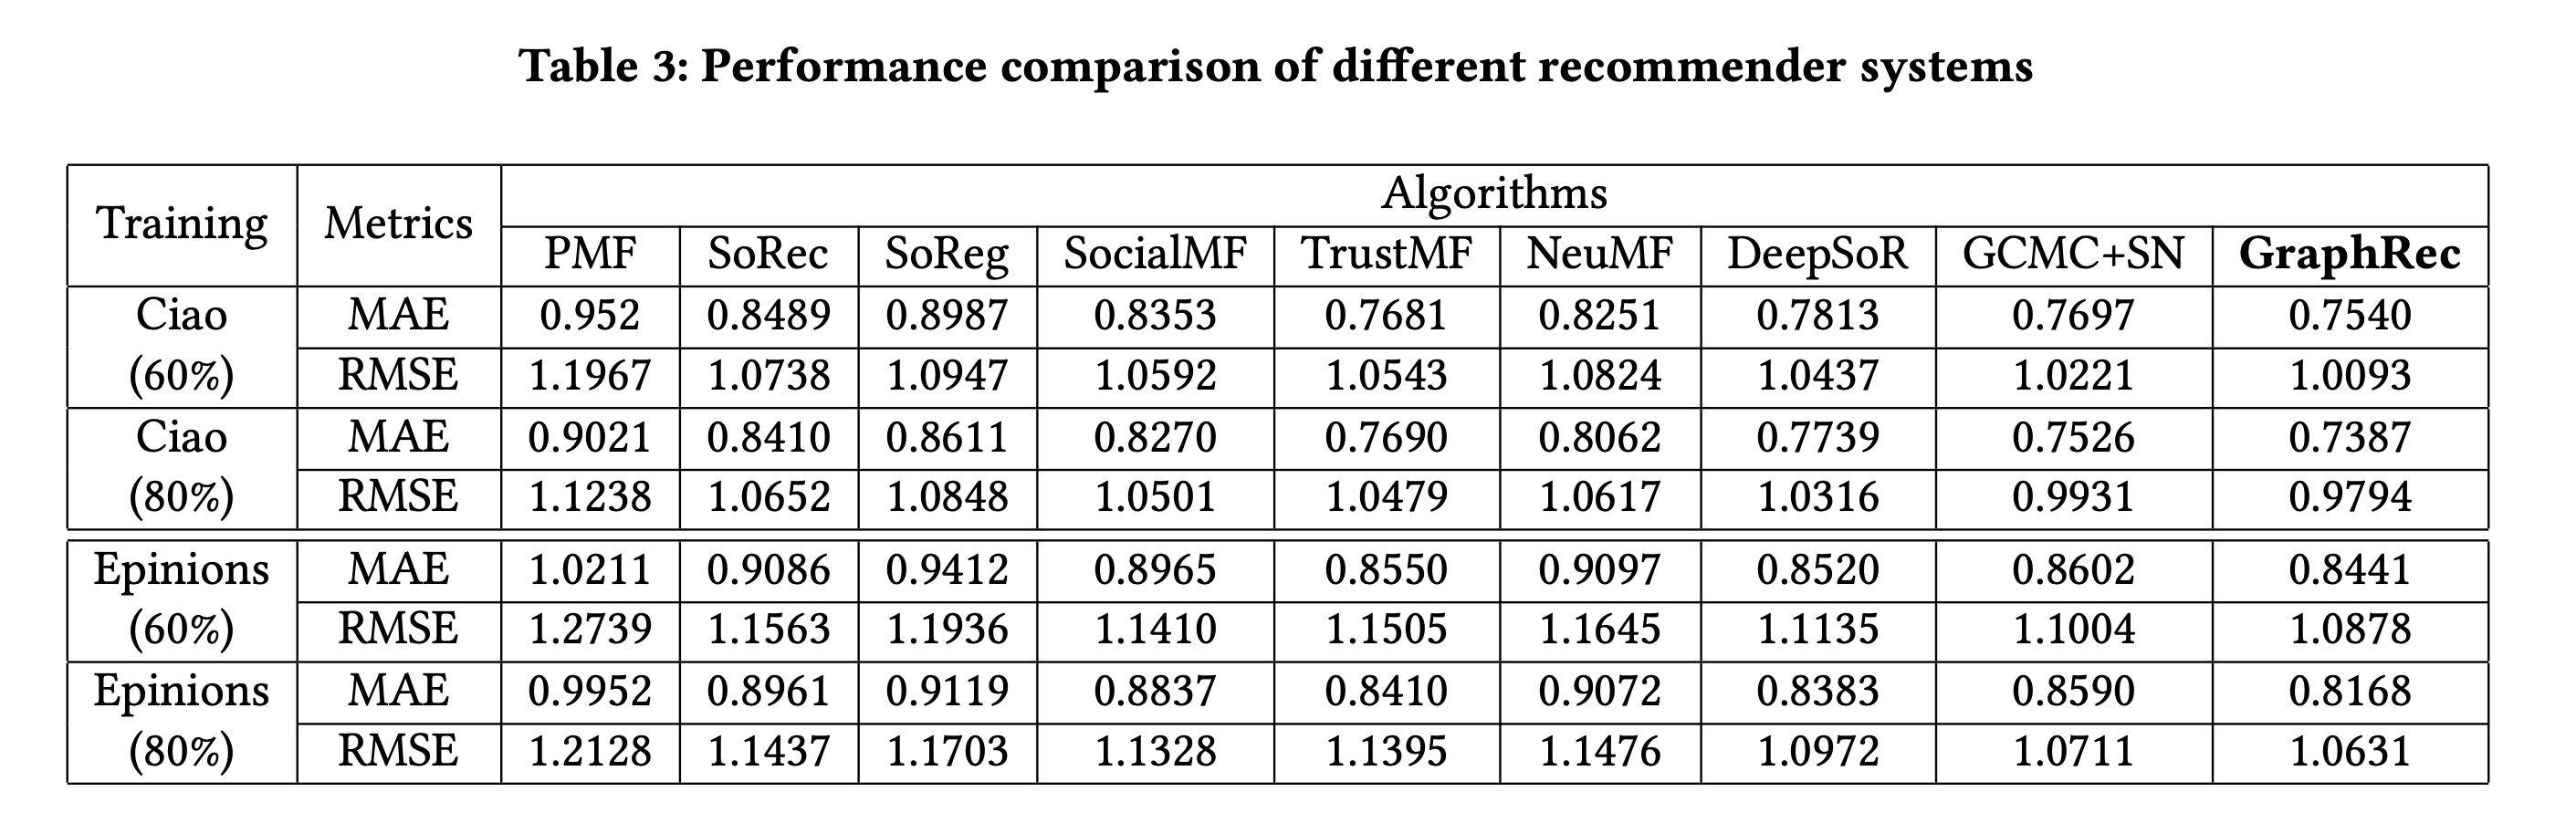 Table 3: Performance comparison of different recommender systems
Training Metrics Algorithms
PMF SoRec SoReg SocialMF TrustMF NeuMF DeepSoR GCMC+SN GraphRec
Ciao MAE 0.952 0.8489 0.8987 0.8353 0.7681 0.8251 0.7813 0.7697 0.7540
(60%) RMSE 1.1967 1.0738 1.0947 1.0592 1.0543 1.0824 1.0437 1.0221 1.0093
Ciao MAE 0.9021 0.8410 0.8611 0.8270 0.7690 0.8062 0.7739 0.7526 0.7387
(80%) RMSE 1.1238 1.0652 1.0848 1.0501 1.0479 1.0617 1.0316 0.9931 0.9794
Epinions MAE 1.0211 0.9086 0.9412 0.8965 0.8550 0.9097 0.8520 0.8602 0.8441
(60%) RMSE 1.2739 1.1563 1.1936 1.1410 1.1505 1.1645 1.1135 1.1004 1.0878
Epinions MAE 0.9952 0.8961 0.9119 0.8837 0.8410 0.9072 0.8383 0.8590 0.8168
(80%) RMSE 1.2128 1.1437 1.1703 1.1328 1.1395 1.1476 1.0972 1.0711 1.0631